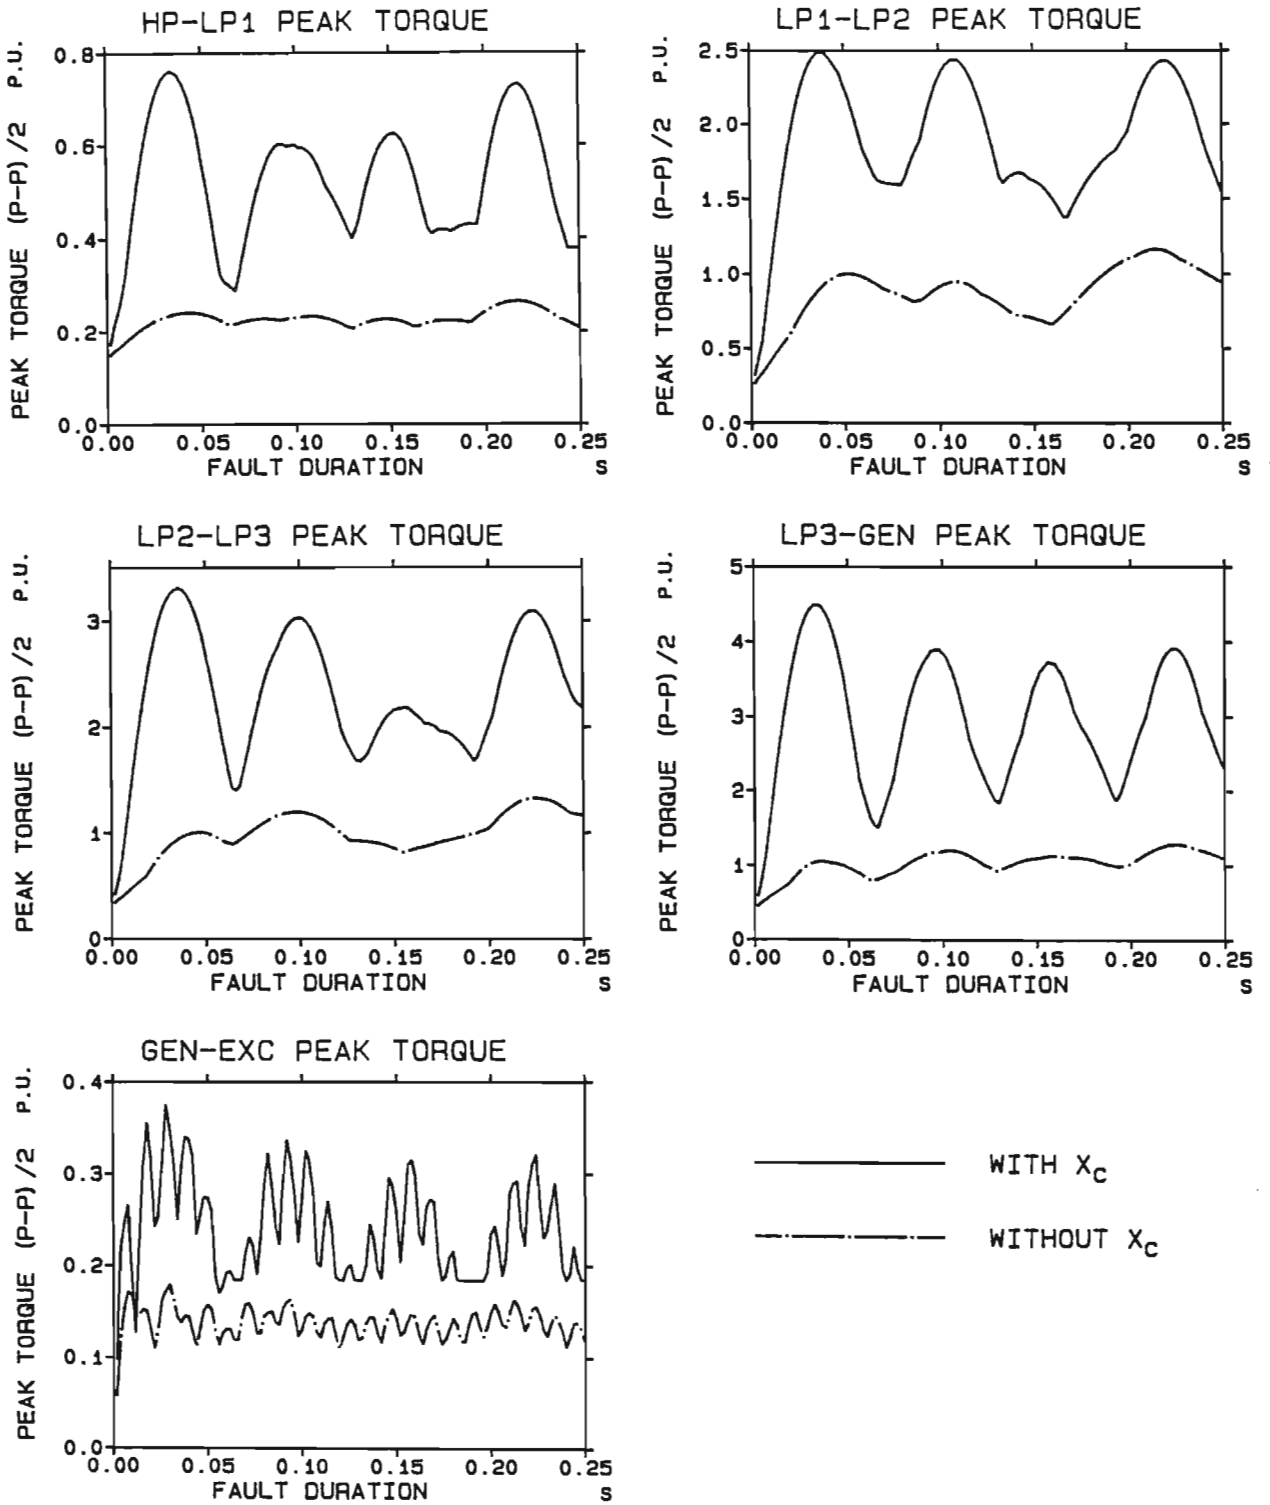 HP-LP1 PEAK TORQUE
PEAK TORQUE (P-P)/2 P.U.
0.8
0.6
0.4
0.2
0.0
0.00 0.05 0.10 0.15 0.20 0.25
FAULT DURATION S
LP1-LP2 PEAK TORQUE
PEAK TORQUE (P-P)/2 P.U.
2.5
2.0
1.5
1.0
0.5
0.0
0.00 0.05 0.10 0.15 0.20 0.25
FAULT DURATION S
LP2-LP3 PEAK TORQUE
PEAK TORQUE (P-P)/2 P.U.
3
2
1
0
0.00 0.05 0.10 0.15 0.20 0.25
FAULT DURATION S
LP3-GEN PEAK TORQUE
PEAK TORQUE (P-P)/2 P.U.
5
4
3
2
1
0
0.00 0.05 0.10 0.15 0.20 0.25
FAULT DURATION S
GEN-EXC PEAK TORQUE
PEAK TORQUE (P-P)/2 P.U.
0.4
0.3
0.2
0.1
0.0
0.00 0.05 0.10 0.15 0.20 0.25
FAULT DURATION S
WITH XC
WITHOUT XC